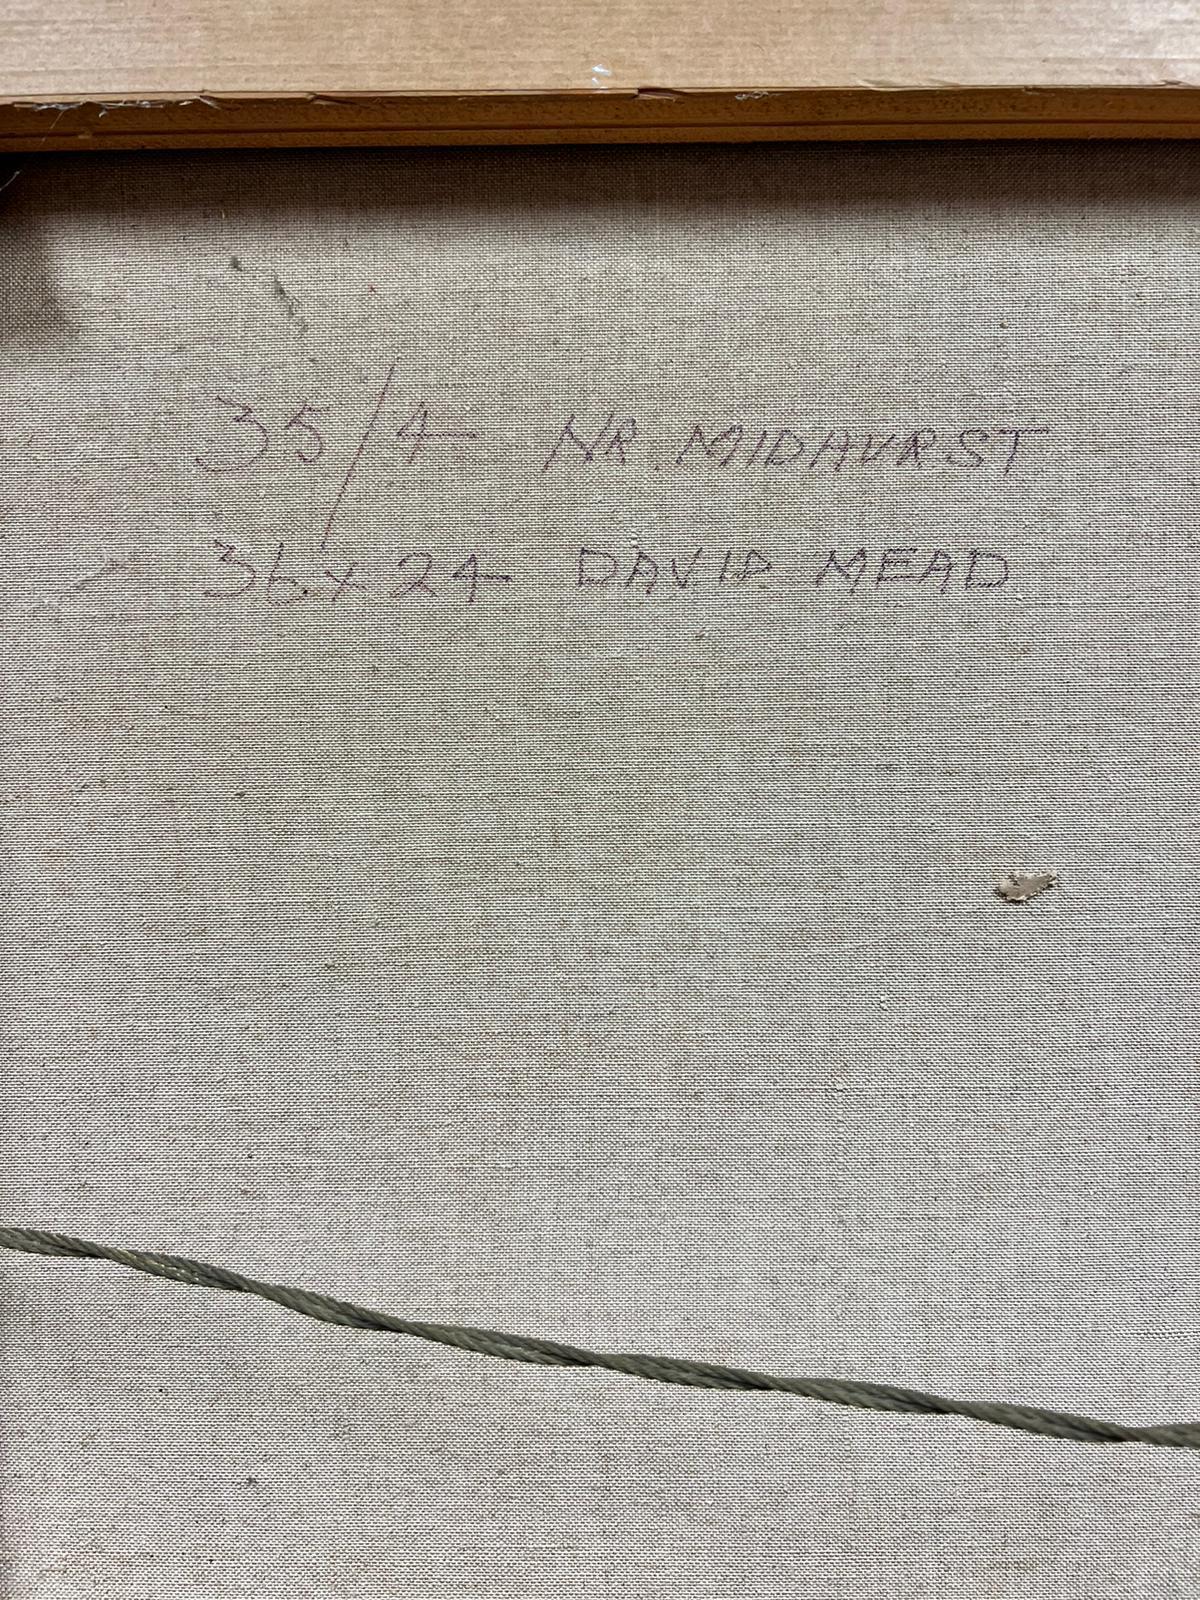 35/4 NR. MIDHURST
36 x 24 DAVID MEAD